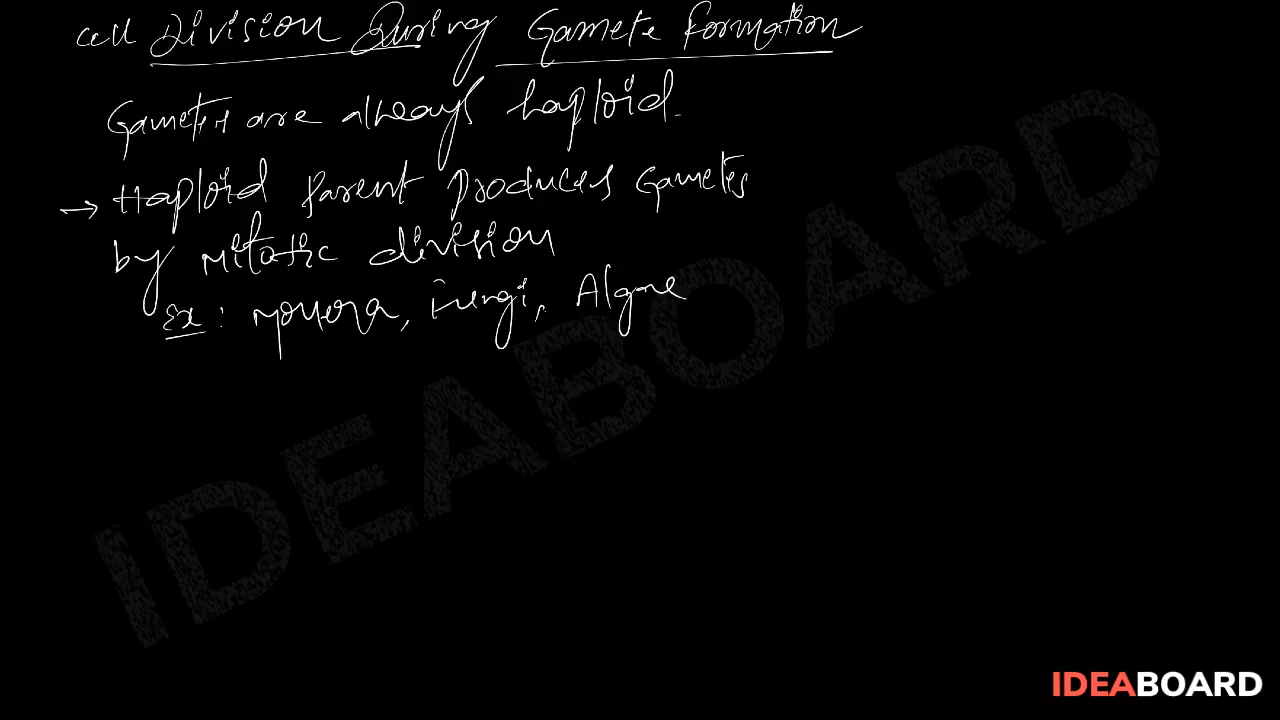 cell Division During Gamete formation
Gametes are always haploid.
→ Haploid parent produces Gametes
by mitotic division
Ex: monera, fungi, Algae
IDEABOARD
IDEABOARD